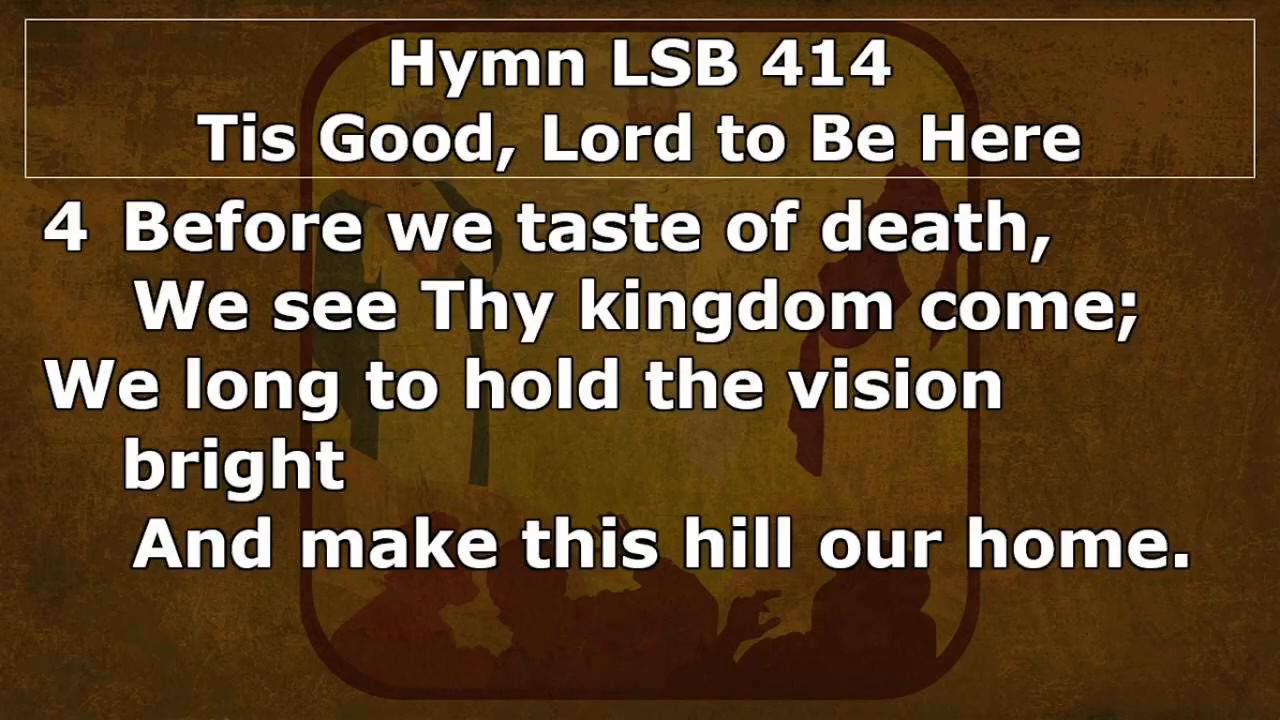 Hymn LSB 414
Tis Good, Lord to Be Here
4 Before we taste of death,
We see Thy kingdom come;
We long to hold the vision
bright
And make this hill our home.